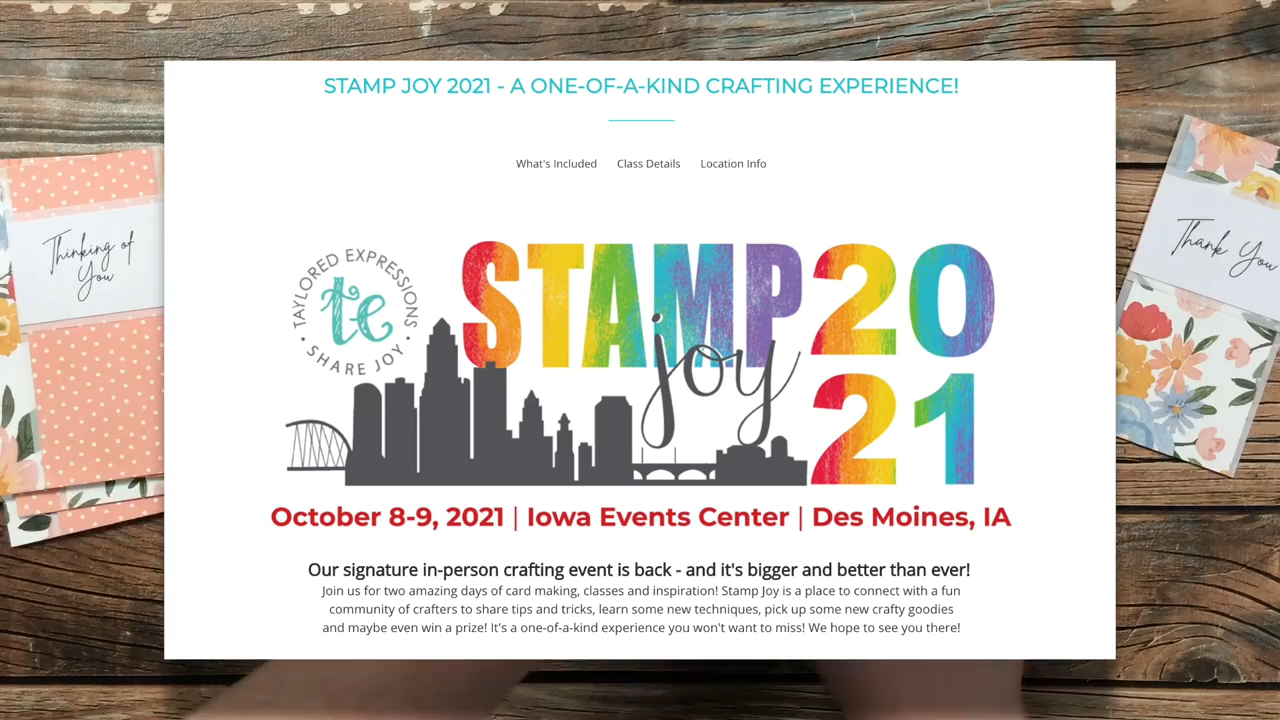 STAMP JOY 2021 - A ONE-OF-A-KIND CRAFTING EXPERIENCE!
What's Included Class Details Location Info
TAYLORED EXPRESSIONS
te
• SHARE JOY •
STAMP 20
joy
21
October 8-9, 2021 | Iowa Events Center | Des Moines, IA
Our signature in-person crafting event is back - and it's bigger and better than ever!
Join us for two amazing days of card making, classes and inspiration! Stamp Joy is a place to connect with a fun
community of crafters to share tips and tricks, learn some new techniques, pick up some new crafty goodies
and maybe even win a prize! It's a one-of-a-kind experience you won't want to miss! We hope to see you there!
Thinking of
You
Thank You